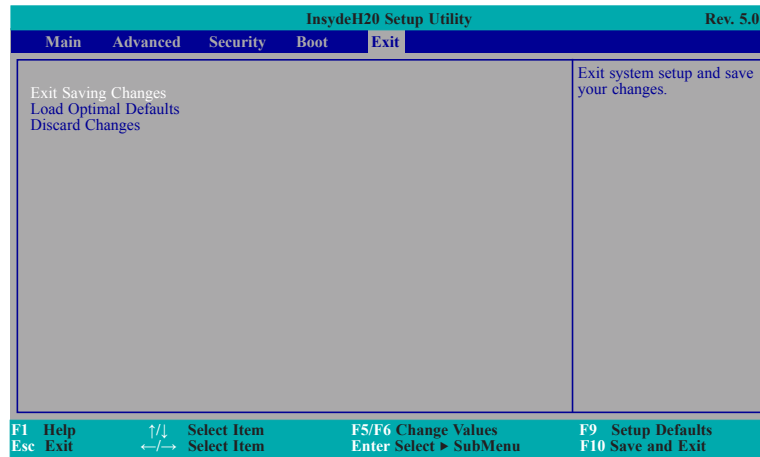 InsydeH20 Setup Utility Rev. 5.0
Main Advanced Security Boot Exit
Exit Saving Changes
Load Optimal Defaults
Discard Changes
Exit system setup and save
your changes.
F1 Help ↑/↓ Select Item F5/F6 Change Values F9 Setup Defaults
Esc Exit ←/→ Select Item Enter Select ► SubMenu F10 Save and Exit